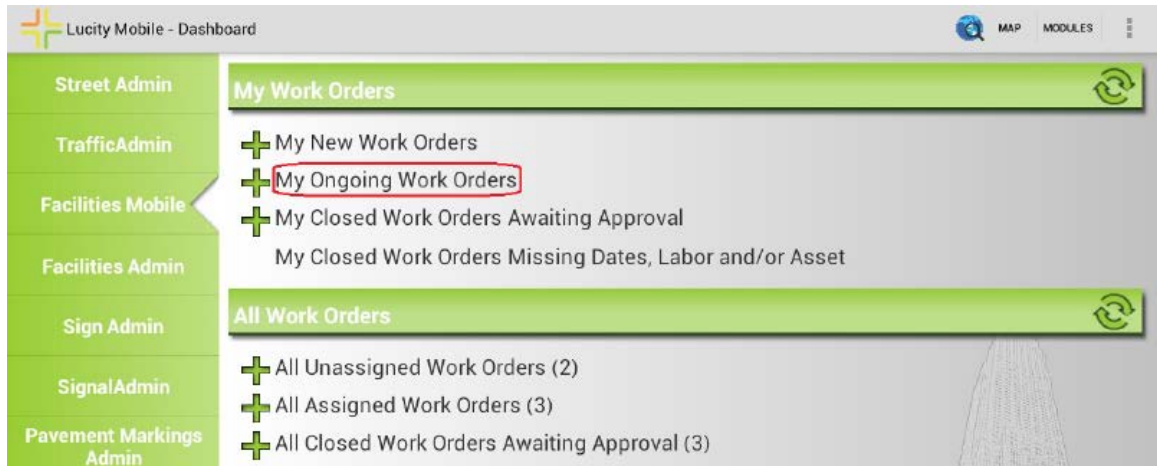 Lucity Mobile - Dashboard
MAP
MODULES
Street Admin
TrafficAdmin
Facilities Mobile
Facilities Admin
Sign Admin
SignalAdmin
Pavement Markings
Admin
My Work Orders
My New Work Orders
My Ongoing Work Orders
My Closed Work Orders Awaiting Approval
My Closed Work Orders Missing Dates, Labor and/or Asset
All Work Orders
All Unassigned Work Orders (2)
All Assigned Work Orders (3)
All Closed Work Orders Awaiting Approval (3)